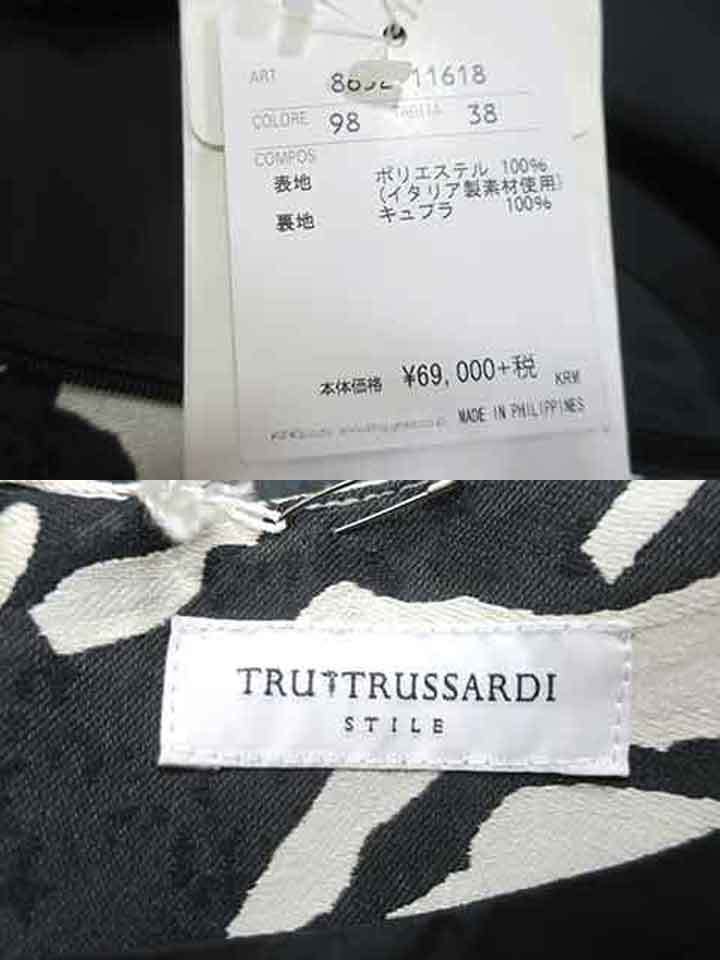 ART 11618
COLORE 98 38
COMPOS
表地 ポリエステル 100%
(イタリア製素材使用)
裏地 キュプラ 100%
本体価格 ¥69,000+税 KRM
MADE IN PHILIPPINES
TRU†TRUSSARDI
STILE